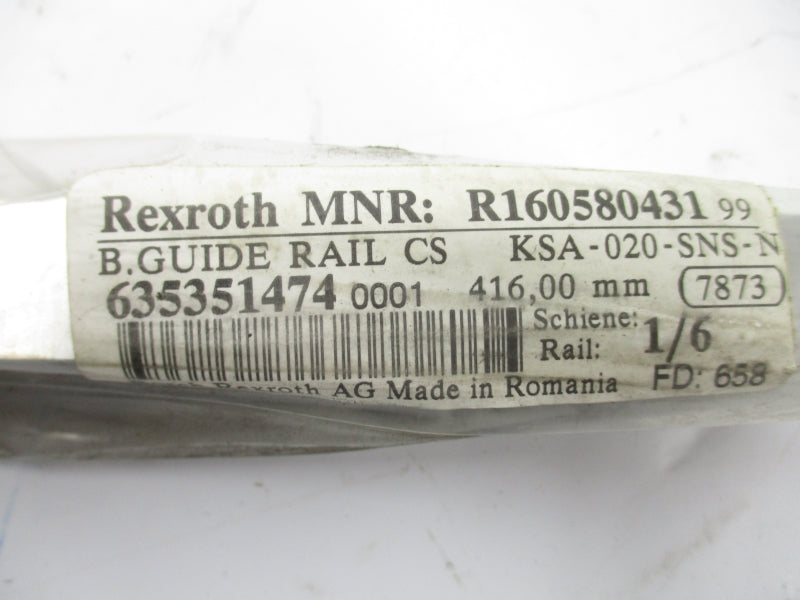 Rexroth MNR: R160580431 99
B.GUIDE RAIL CS KSA-020-SNS-N
635351474 0001 416,00 mm 7873
Schiene:
Rail: 1/6
Rexroth AG Made in Romania FD: 658